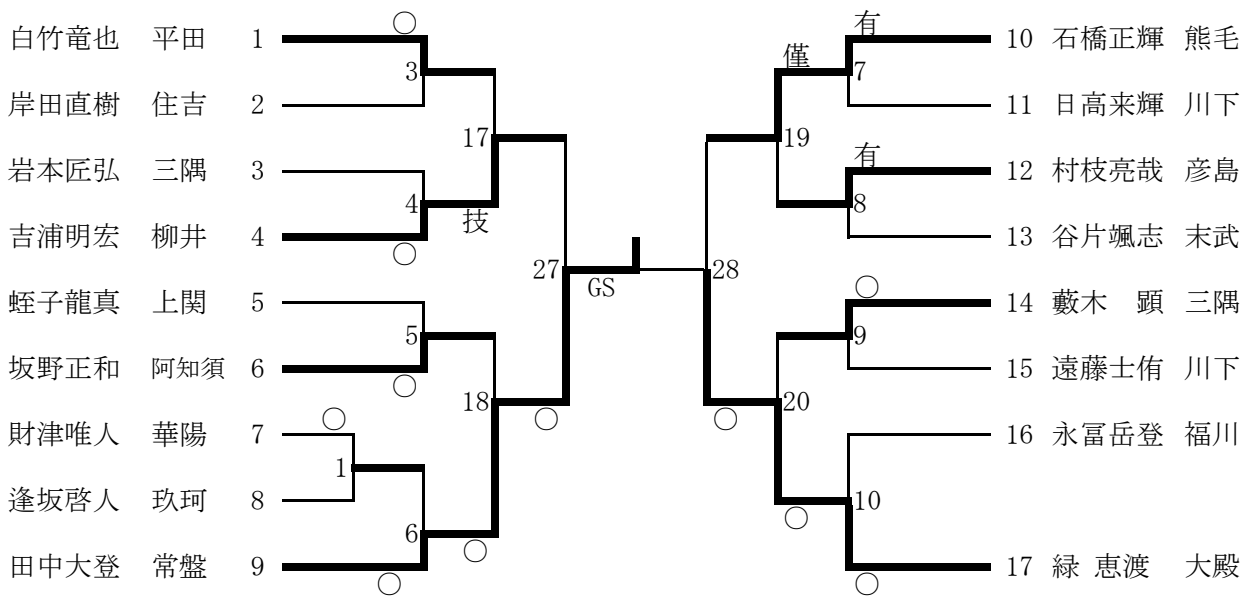 白竹竜也 平田 1
岸田直樹 住吉 2
岩本匠弘 三隅 3
吉浦明宏 柳井 4
蛭子龍真 上関 5
坂野正和 阿知須 6
財津唯人 華陽 7
逢坂啓人 玖珂 8
田中大登 常盤 9
○
3
17
4
技
○
5
○
18
○
○
1
6
○
○
27
GS
28
有
僅
7
19
有
8
○
9
20
○
10
○
○
10 石橋正輝 熊毛
11 日高来輝 川下
12 村枝亮哉 彦島
13 谷片颯志 末武
14 藪木 顕 三隅
15 遠藤士侑 川下
16 永冨岳登 福川
17 緑 恵渡 大殿